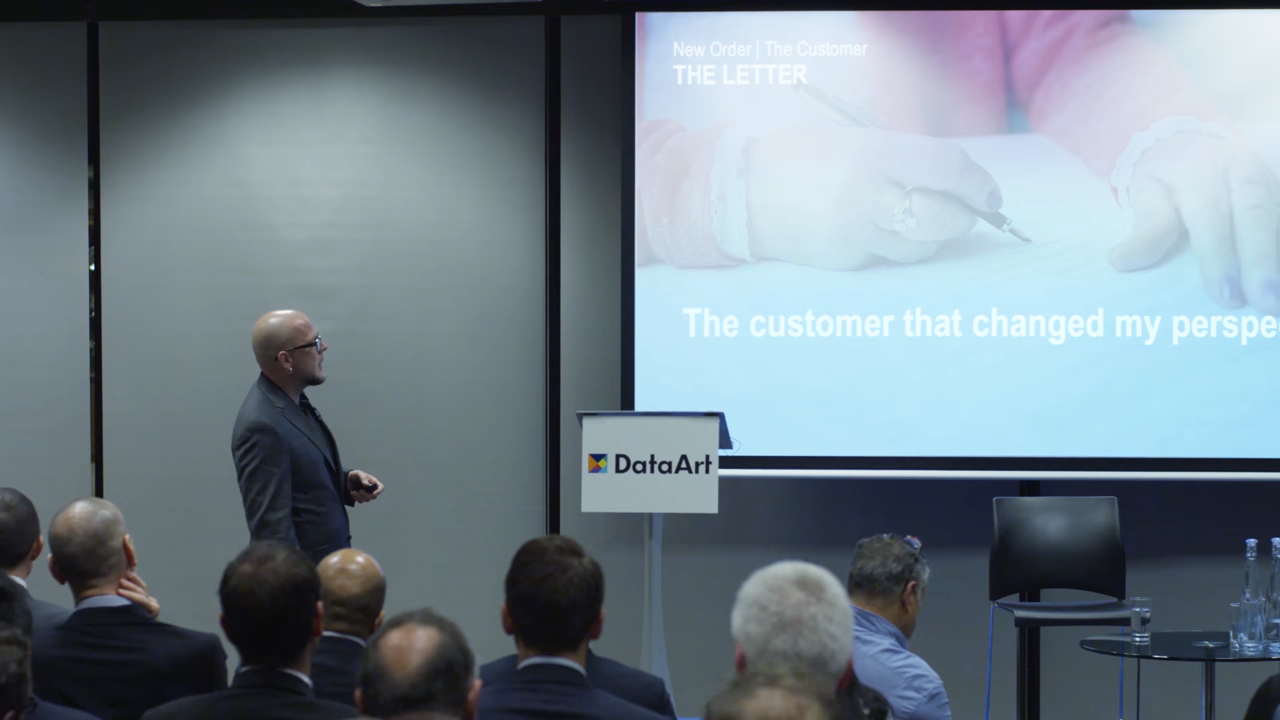 New Order | The Customer
THE LETTER
The customer that changed my perspe
DataArt